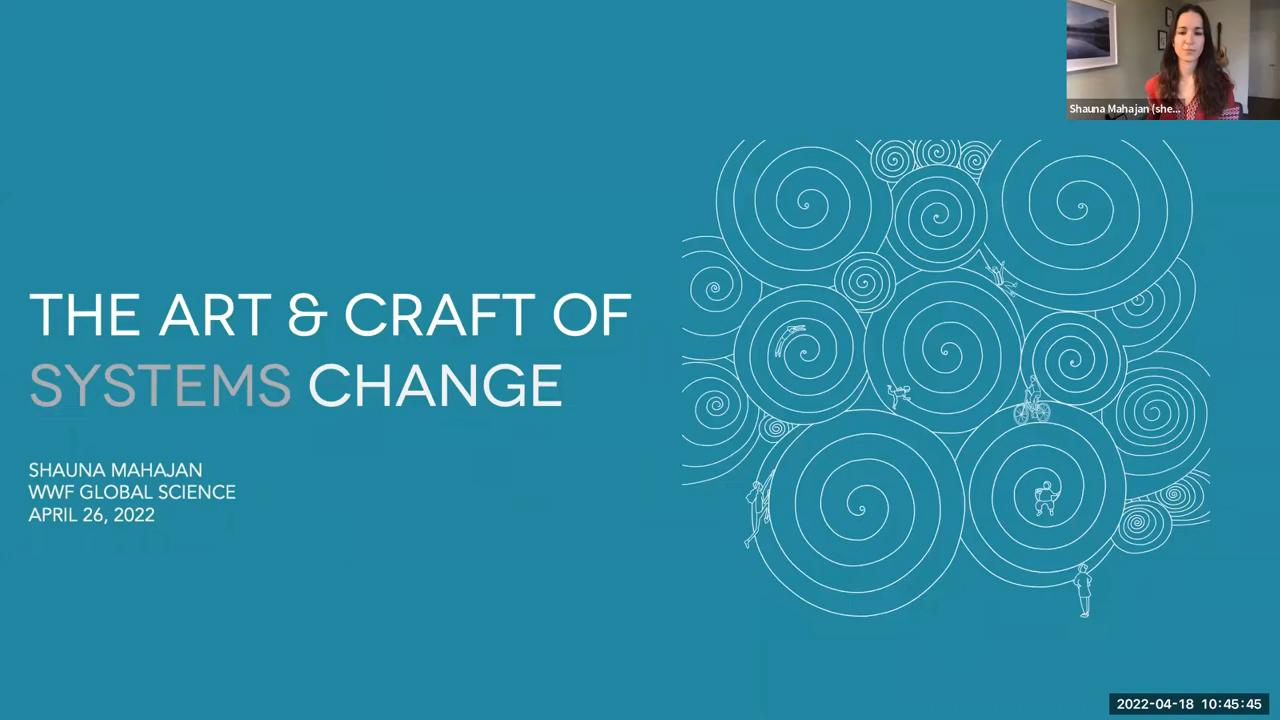 Shauna Mahajan (she...
THE ART & CRAFT OF
SYSTEMS CHANGE
SHAUNA MAHAJAN
WWF GLOBAL SCIENCE
APRIL 26, 2022
2022-04-18 10:45:45